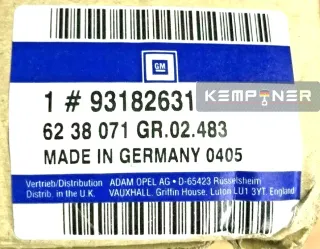 GM
KEMPTNER
1 # 93182631
62 38 071 GR.02.483
MADE IN GERMANY 0405
Vertrieb/Distribution ADAM OPEL AG • D-65423 Rüsselsheim
Distrib. in the U.K. VAUXHALL, Griffin House, Luton LU1 3YT, England